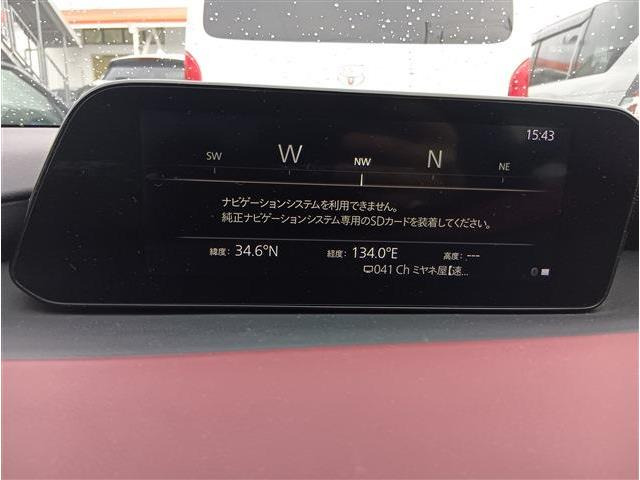 15:43
SW W NW N NE
ナビゲーションシステムを利用できません。
純正ナビゲーションシステム専用のSDカードを装着してください。
緯度: 34.6°N 経度: 134.0°E 高度: ---
041 Ch ミヤネ屋【速...
0